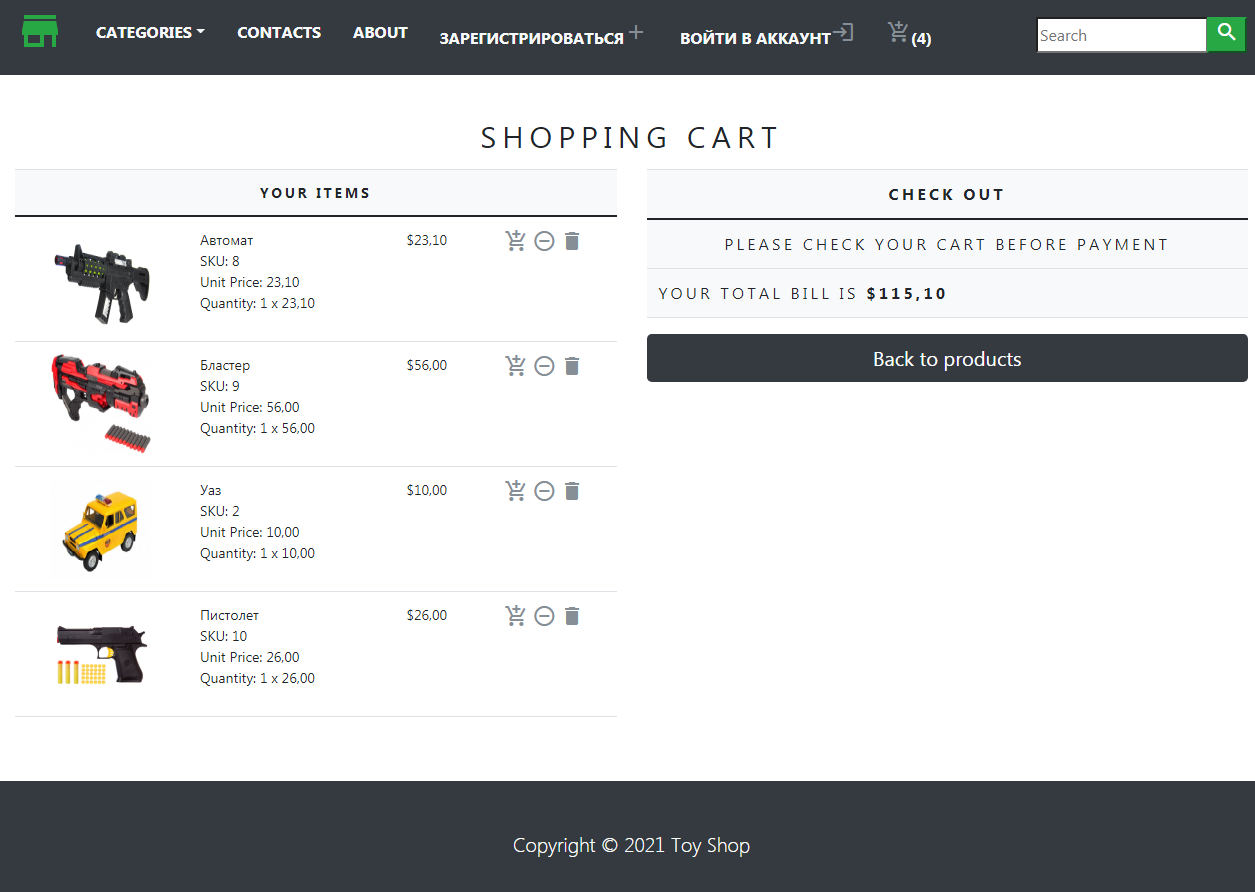 CATEGORIES
CONTACTS
ABOUT
ЗАРЕГИСТРИРОВАТЬСЯ
ВОЙТИ В АККАУНТ
(4)
Search
SHOPPING CART
YOUR ITEMS
Автомат
SKU: 8
Unit Price: 23,10
Quantity: 1 x 23,10
$23,10
Бластер
SKU: 9
Unit Price: 56,00
Quantity: 1 x 56,00
$56,00
Уаз
SKU: 2
Unit Price: 10,00
Quantity: 1 x 10,00
$10,00
Пистолет
SKU: 10
Unit Price: 26,00
Quantity: 1 x 26,00
$26,00
CHECK OUT
PLEASE CHECK YOUR CART BEFORE PAYMENT
YOUR TOTAL BILL IS $115,10
Back to products
Copyright © 2021 Toy Shop